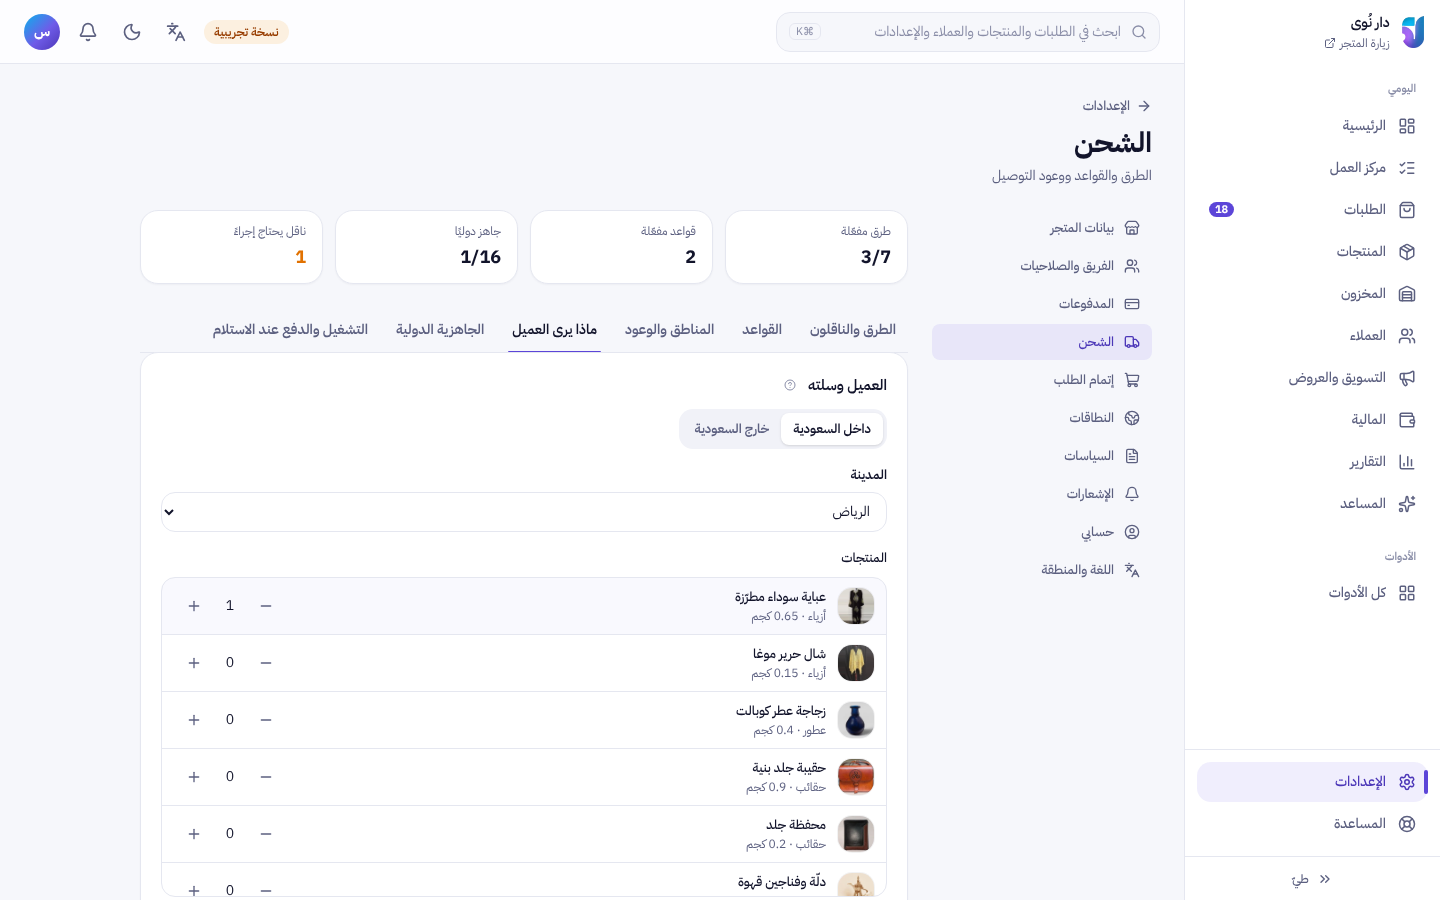 دار نُوى
زيارة المتجر
اليومي
الرئيسية
مركز العمل
الطلبات
18
المنتجات
المخزون
العملاء
التسويق والعروض
المالية
التقارير
المساعد
الأدوات
كل الأدوات
الإعدادات
المساعدة
طيّ
ابحث في الطلبات والمنتجات والعملاء والإعدادات
⌘K
نسخة تجريبية
س
الإعدادات
الشحن
الطرق والقواعد ووعود التوصيل
بيانات المتجر
الفريق والصلاحيات
المدفوعات
الشحن
إتمام الطلب
النطاقات
السياسات
الإشعارات
حسابي
اللغة والمنطقة
طرق مفعّلة
3/7
قواعد مفعّلة
2
جاهز دوليًا
1/16
ناقل يحتاج إجراءً
1
الطرق والناقلون
القواعد
المناطق والوعود
ماذا يرى العميل
الجاهزية الدولية
التشغيل والدفع عند الاستلام
العميل وسلته
داخل السعودية
خارج السعودية
المدينة
الرياض
المنتجات
عباية سوداء مطرّزة
أزياء · 0.65 كجم
1
شال حرير موغا
أزياء · 0.15 كجم
0
زجاجة عطر كوبالت
عطور · 0.4 كجم
0
حقيبة جلد بنية
حقائب · 0.9 كجم
0
محفظة جلد
حقائب · 0.2 كجم
0
دلّة وفناجين قهوة
0